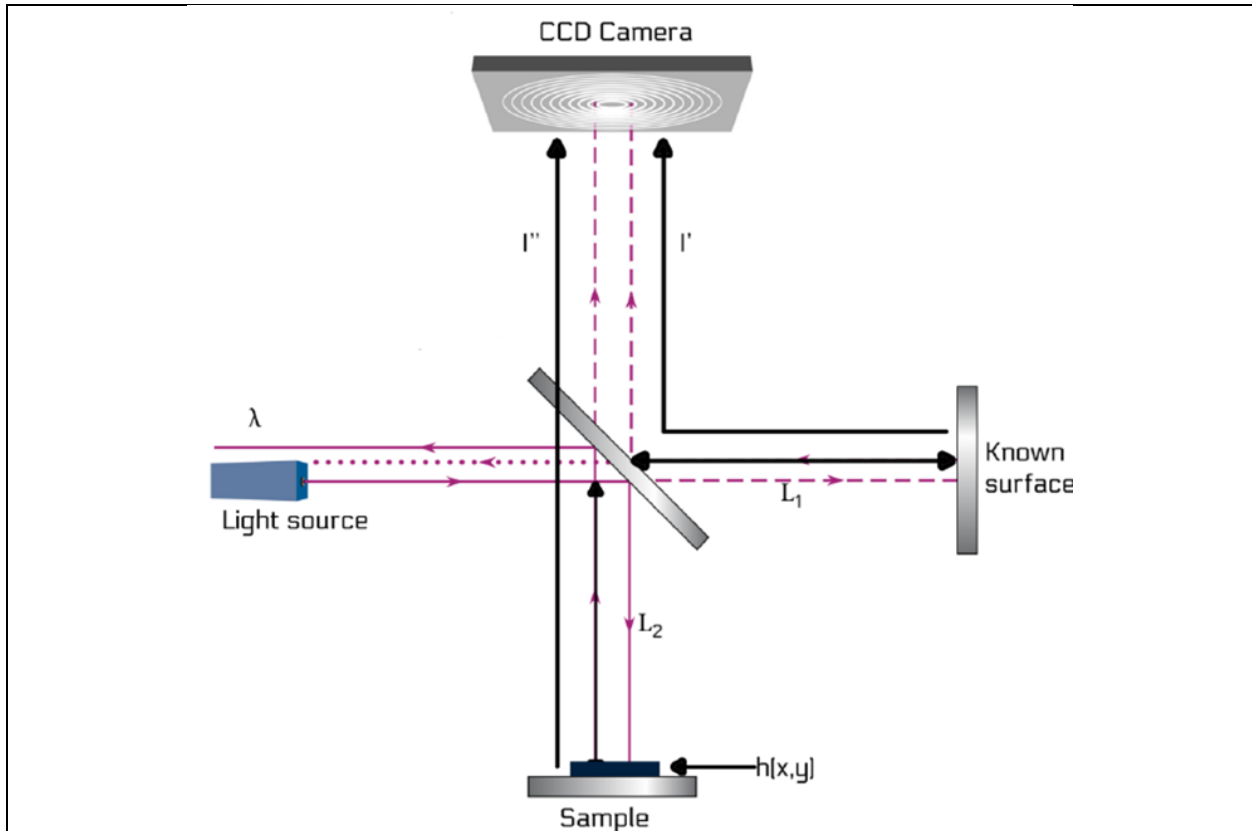 CCD Camera
I"
I'
λ
Light source
L₁
Known
surface
L₂
h(x,y)
Sample